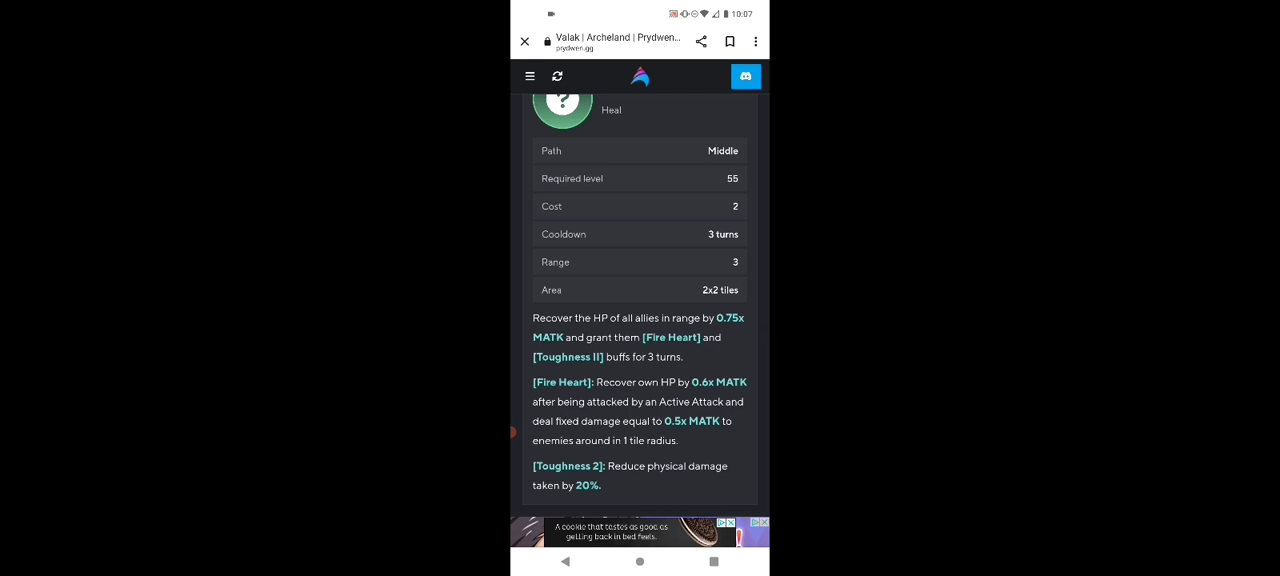 10:07
Valak | Archeland | Prydwen...
prydwen.gg
?
Heal
Path Middle
Required level 55
Cost 2
Cooldown 3 turns
Range 3
Area 2x2 tiles
Recover the HP of all allies in range by 0.75x
MATK and grant them [Fire Heart] and
[Toughness II] buffs for 3 turns.
[Fire Heart]: Recover own HP by 0.6x MATK
after being attacked by an Active Attack and
deal fixed damage equal to 0.5x MATK to
enemies around in 1 tile radius.
[Toughness 2]: Reduce physical damage
taken by 20%.
A cookie that tastes as good as
getting back in bed feels.